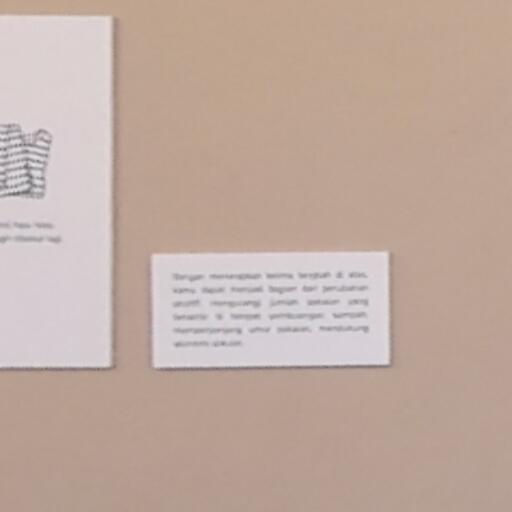 Dengan menerapkan kelima langkah di atas,
kamu dapat menjadi bagian dari perubahan
positif: mengurangi jumlah pakaian yang
berakhir di tempat pembuangan sampah,
memperpanjang umur pakaian, mendukung
ekonomi sirkular.